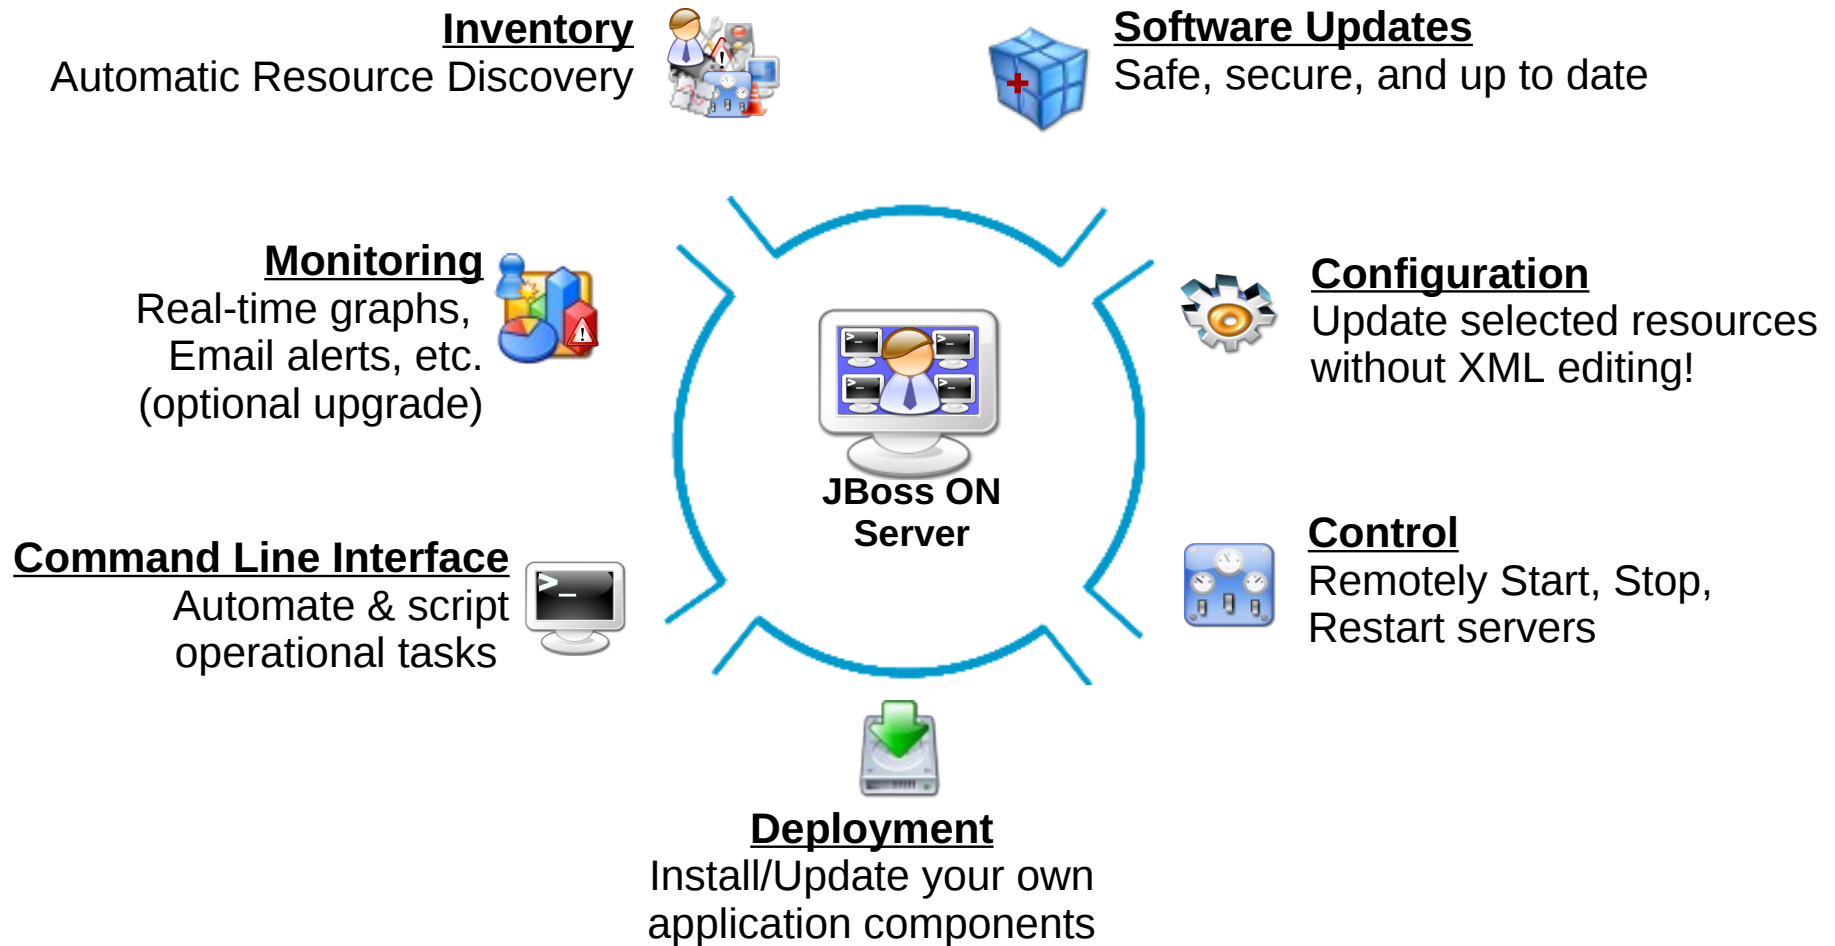 Inventory
Automatic Resource Discovery
Software Updates
Safe, secure, and up to date
Monitoring
Real-time graphs,
Email alerts, etc.
(optional upgrade)
Configuration
Update selected resources
without XML editing!
JBoss ON
Server
Command Line Interface
Automate & script
operational tasks
Control
Remotely Start, Stop,
Restart servers
Deployment
Install/Update your own
application components